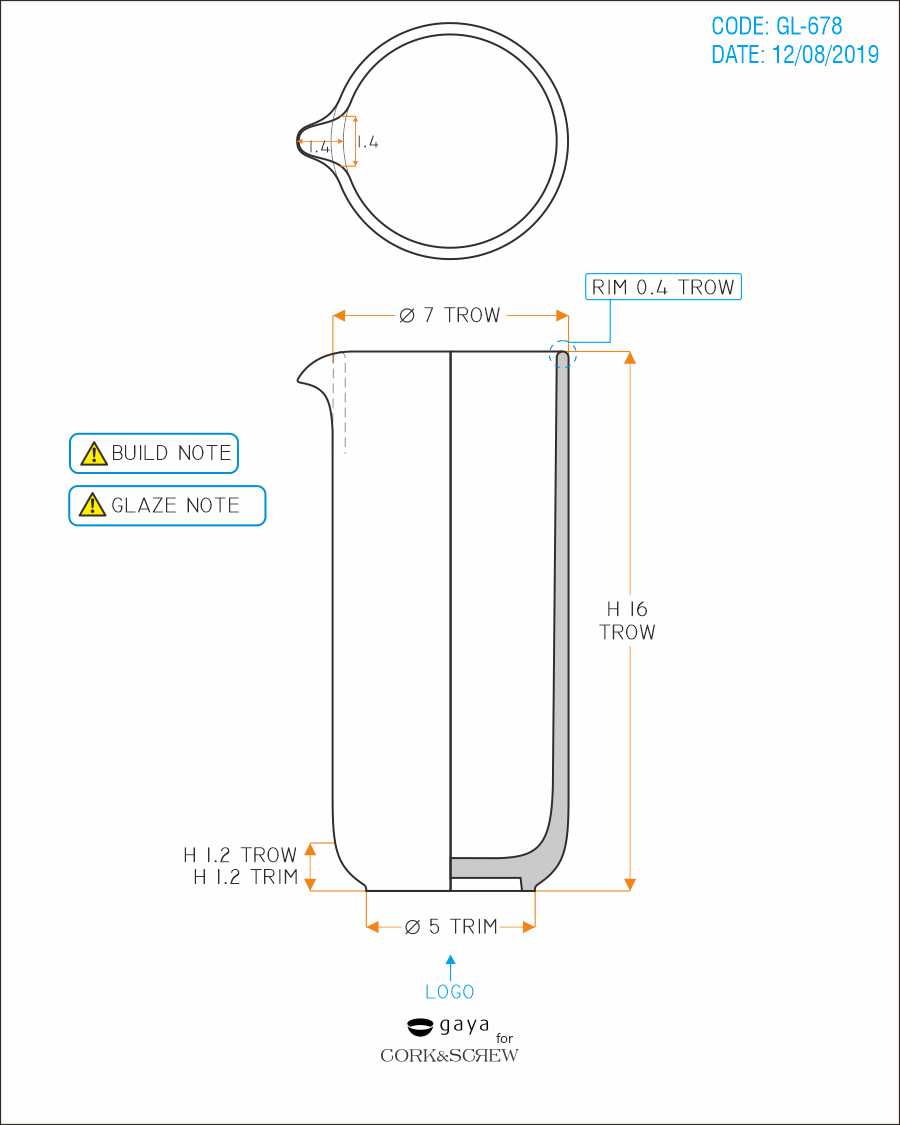 CODE: GL-678
DATE: 12/08/2019
1.4
1.4
RIM 0.4 TROW
Ø 7 TROW
BUILD NOTE
GLAZE NOTE
H 16
TROW
H 1.2 TROW
H 1.2 TRIM
Ø 5 TRIM
LOGO
gaya
for
CORK&SCREW